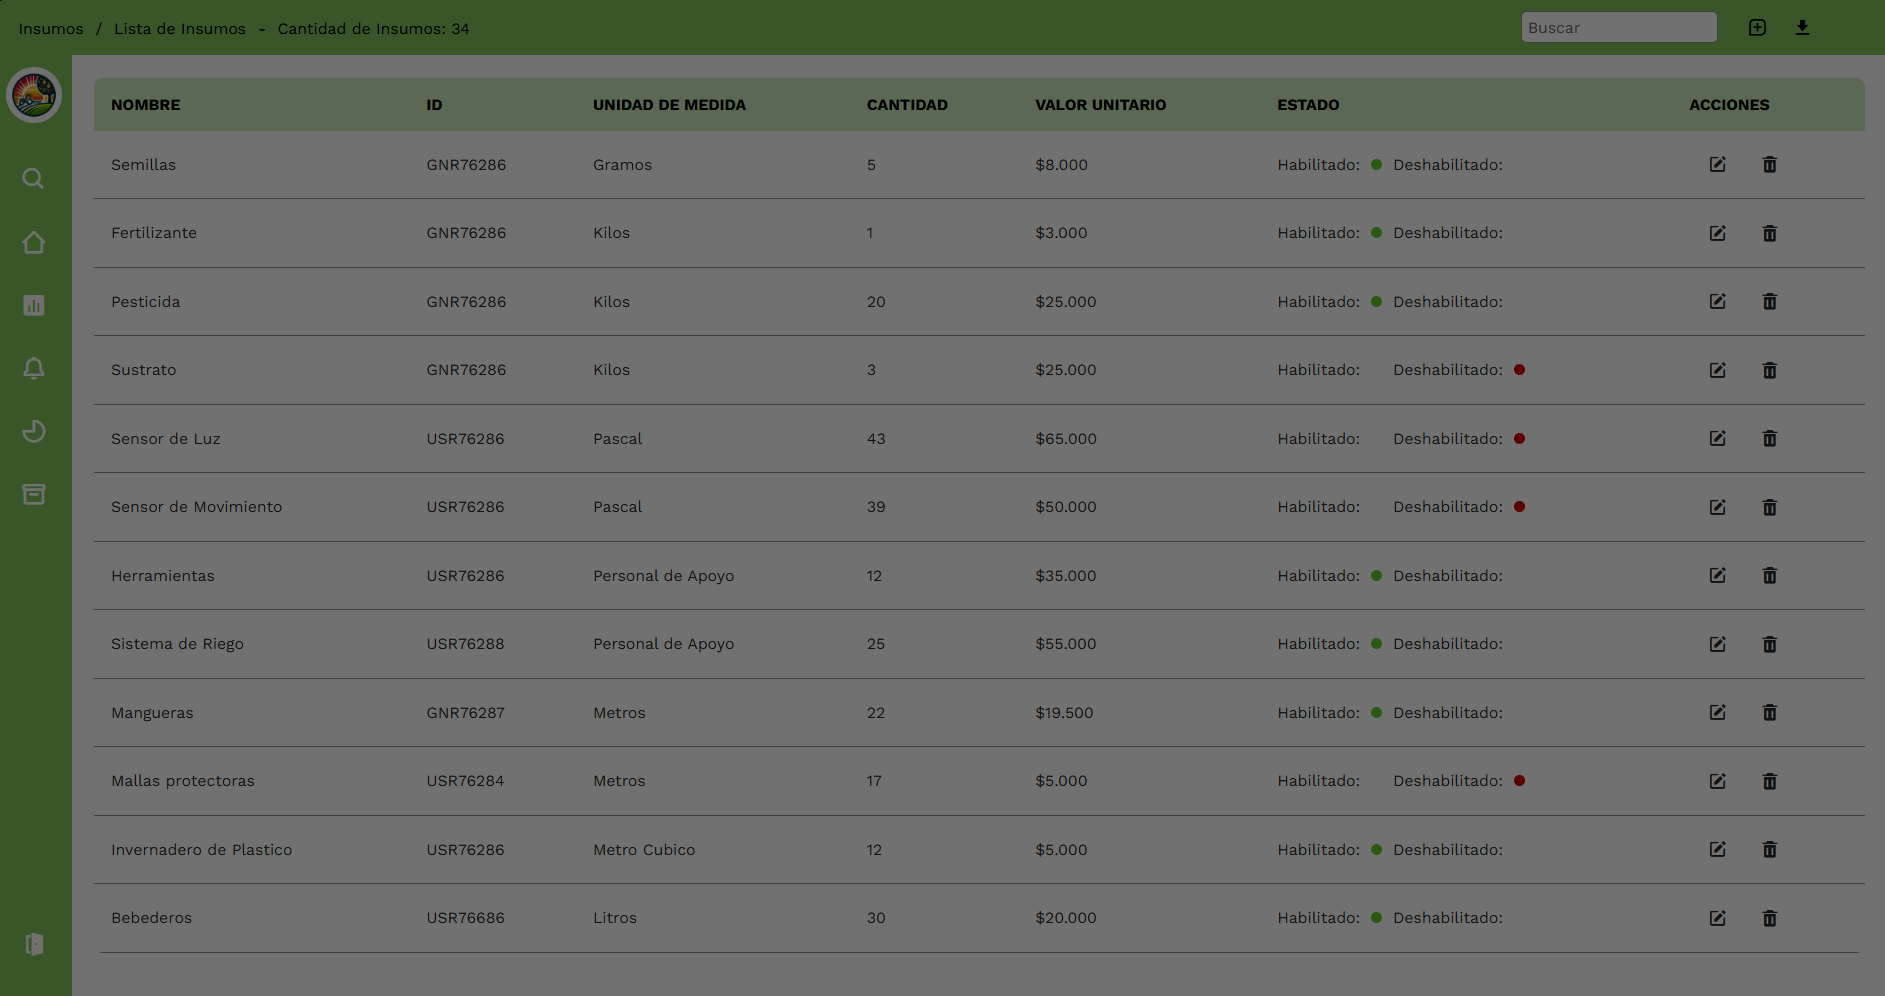 Insumos / Lista de Insumos - Cantidad de Insumos: 34 Buscar
NOMBRE ID UNIDAD DE MEDIDA CANTIDAD VALOR UNITARIO ESTADO ACCIONES
Semillas GNR76286 Gramos 5 $8.000 Habilitado: Deshabilitado:
Fertilizante GNR76286 Kilos 1 $3.000 Habilitado: Deshabilitado:
Pesticida GNR76286 Kilos 20 $25.000 Habilitado: Deshabilitado:
Sustrato GNR76286 Kilos 3 $25.000 Habilitado: Deshabilitado:
Sensor de Luz USR76286 Pascal 43 $65.000 Habilitado: Deshabilitado:
Sensor de Movimiento USR76286 Pascal 39 $50.000 Habilitado: Deshabilitado:
Herramientas USR76286 Personal de Apoyo 12 $35.000 Habilitado: Deshabilitado:
Sistema de Riego USR76288 Personal de Apoyo 25 $55.000 Habilitado: Deshabilitado:
Mangueras GNR76287 Metros 22 $19.500 Habilitado: Deshabilitado:
Mallas protectoras USR76284 Metros 17 $5.000 Habilitado: Deshabilitado:
Invernadero de Plastico USR76286 Metro Cubico 12 $5.000 Habilitado: Deshabilitado:
Bebederos USR76686 Litros 30 $20.000 Habilitado: Deshabilitado: